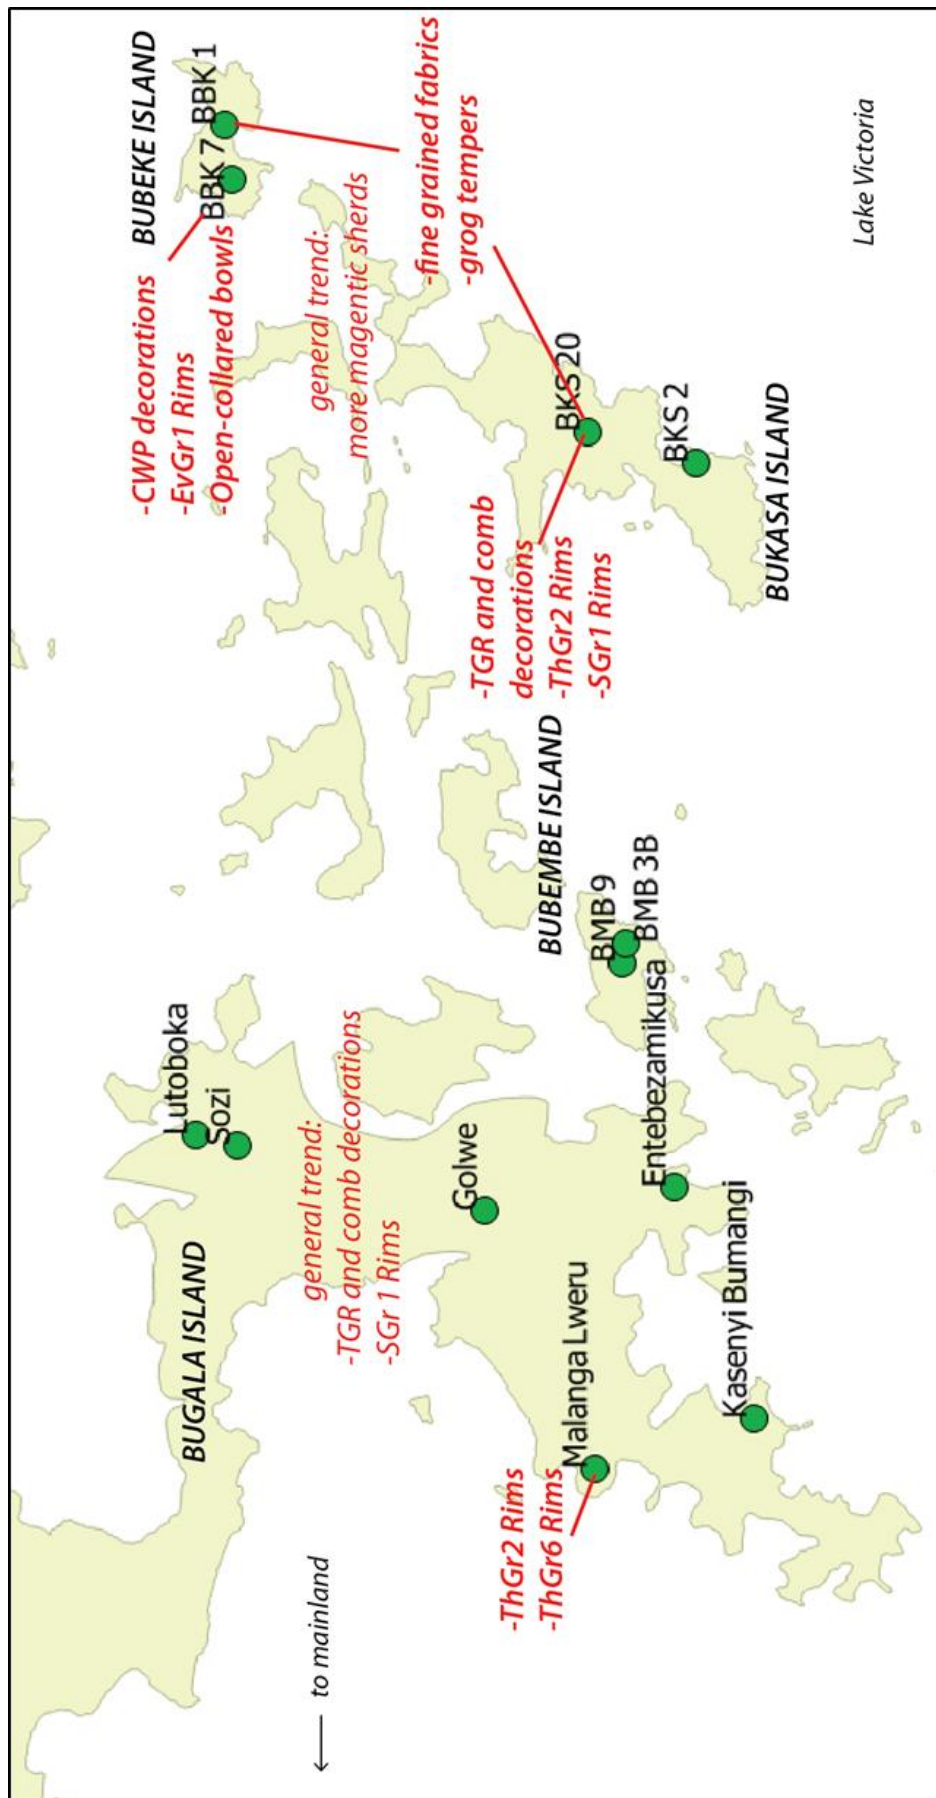 BUGALA ISLAND
Lutoboka
Sozi
general trend:
-TGR and comb decorations
-SGr 1 Rims
← to mainland
Golwe
-ThGr2 Rims
-ThGr6 Rims
Malanga Lweru
Entebezamikusa
Kasenyi Bumangi
BUBEMBE ISLAND
BMB 9
BMB 3B
BUBEKE ISLAND
BBK 7
BBK 1
-CWP decorations
-EvGr1 Rims
-Open-collared bowls
general trend:
more magentic sherds
-fine grained fabrics
-grog tempers
-TGR and comb
decorations
-ThGr2 Rims
-SGr1 Rims
BKS 20
BKS 2
BUKASA ISLAND
Lake Victoria